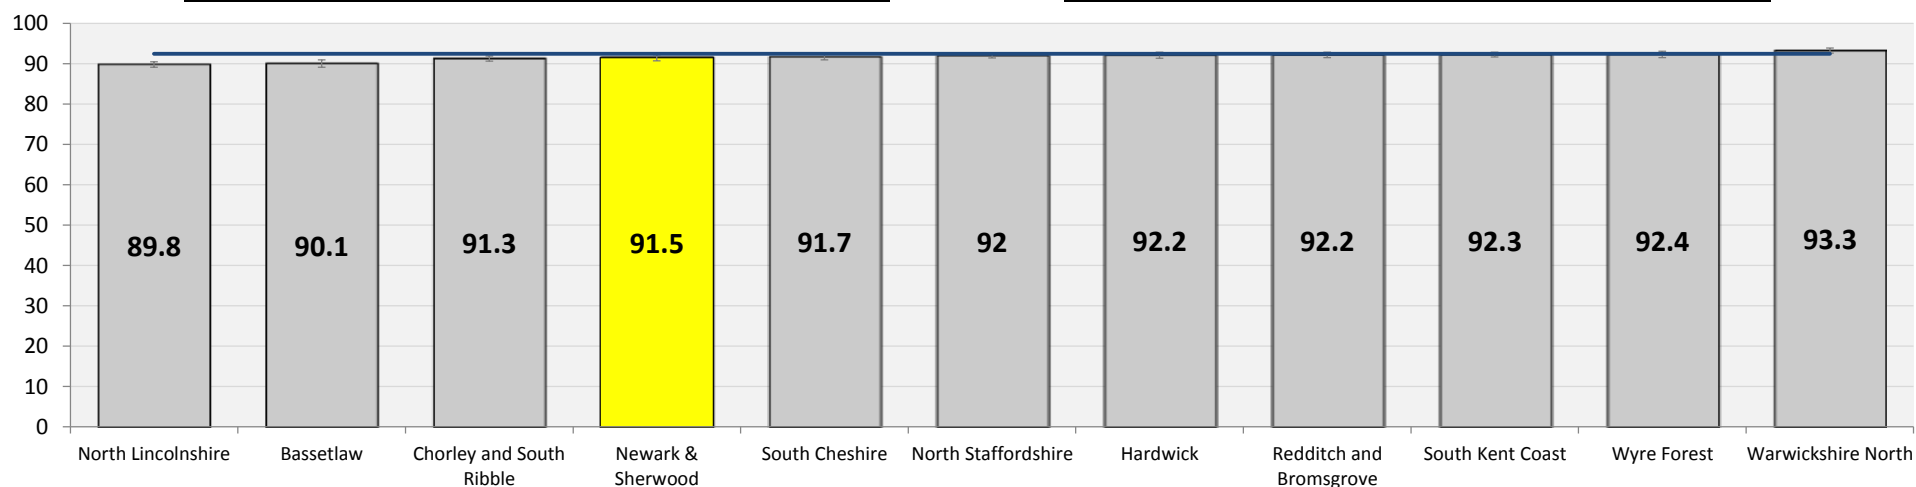 100
90
80
70
60
50
40
30
20
10
0
89.8
90.1
91.3
91.5
91.7
92
92.2
92.2
92.3
92.4
93.3
North Lincolnshire
Bassetlaw
Chorley and South
Ribble
Newark &
Sherwood
South Cheshire
North Staffordshire
Hardwick
Redditch and
Bromsgrove
South Kent Coast
Wyre Forest
Warwickshire North